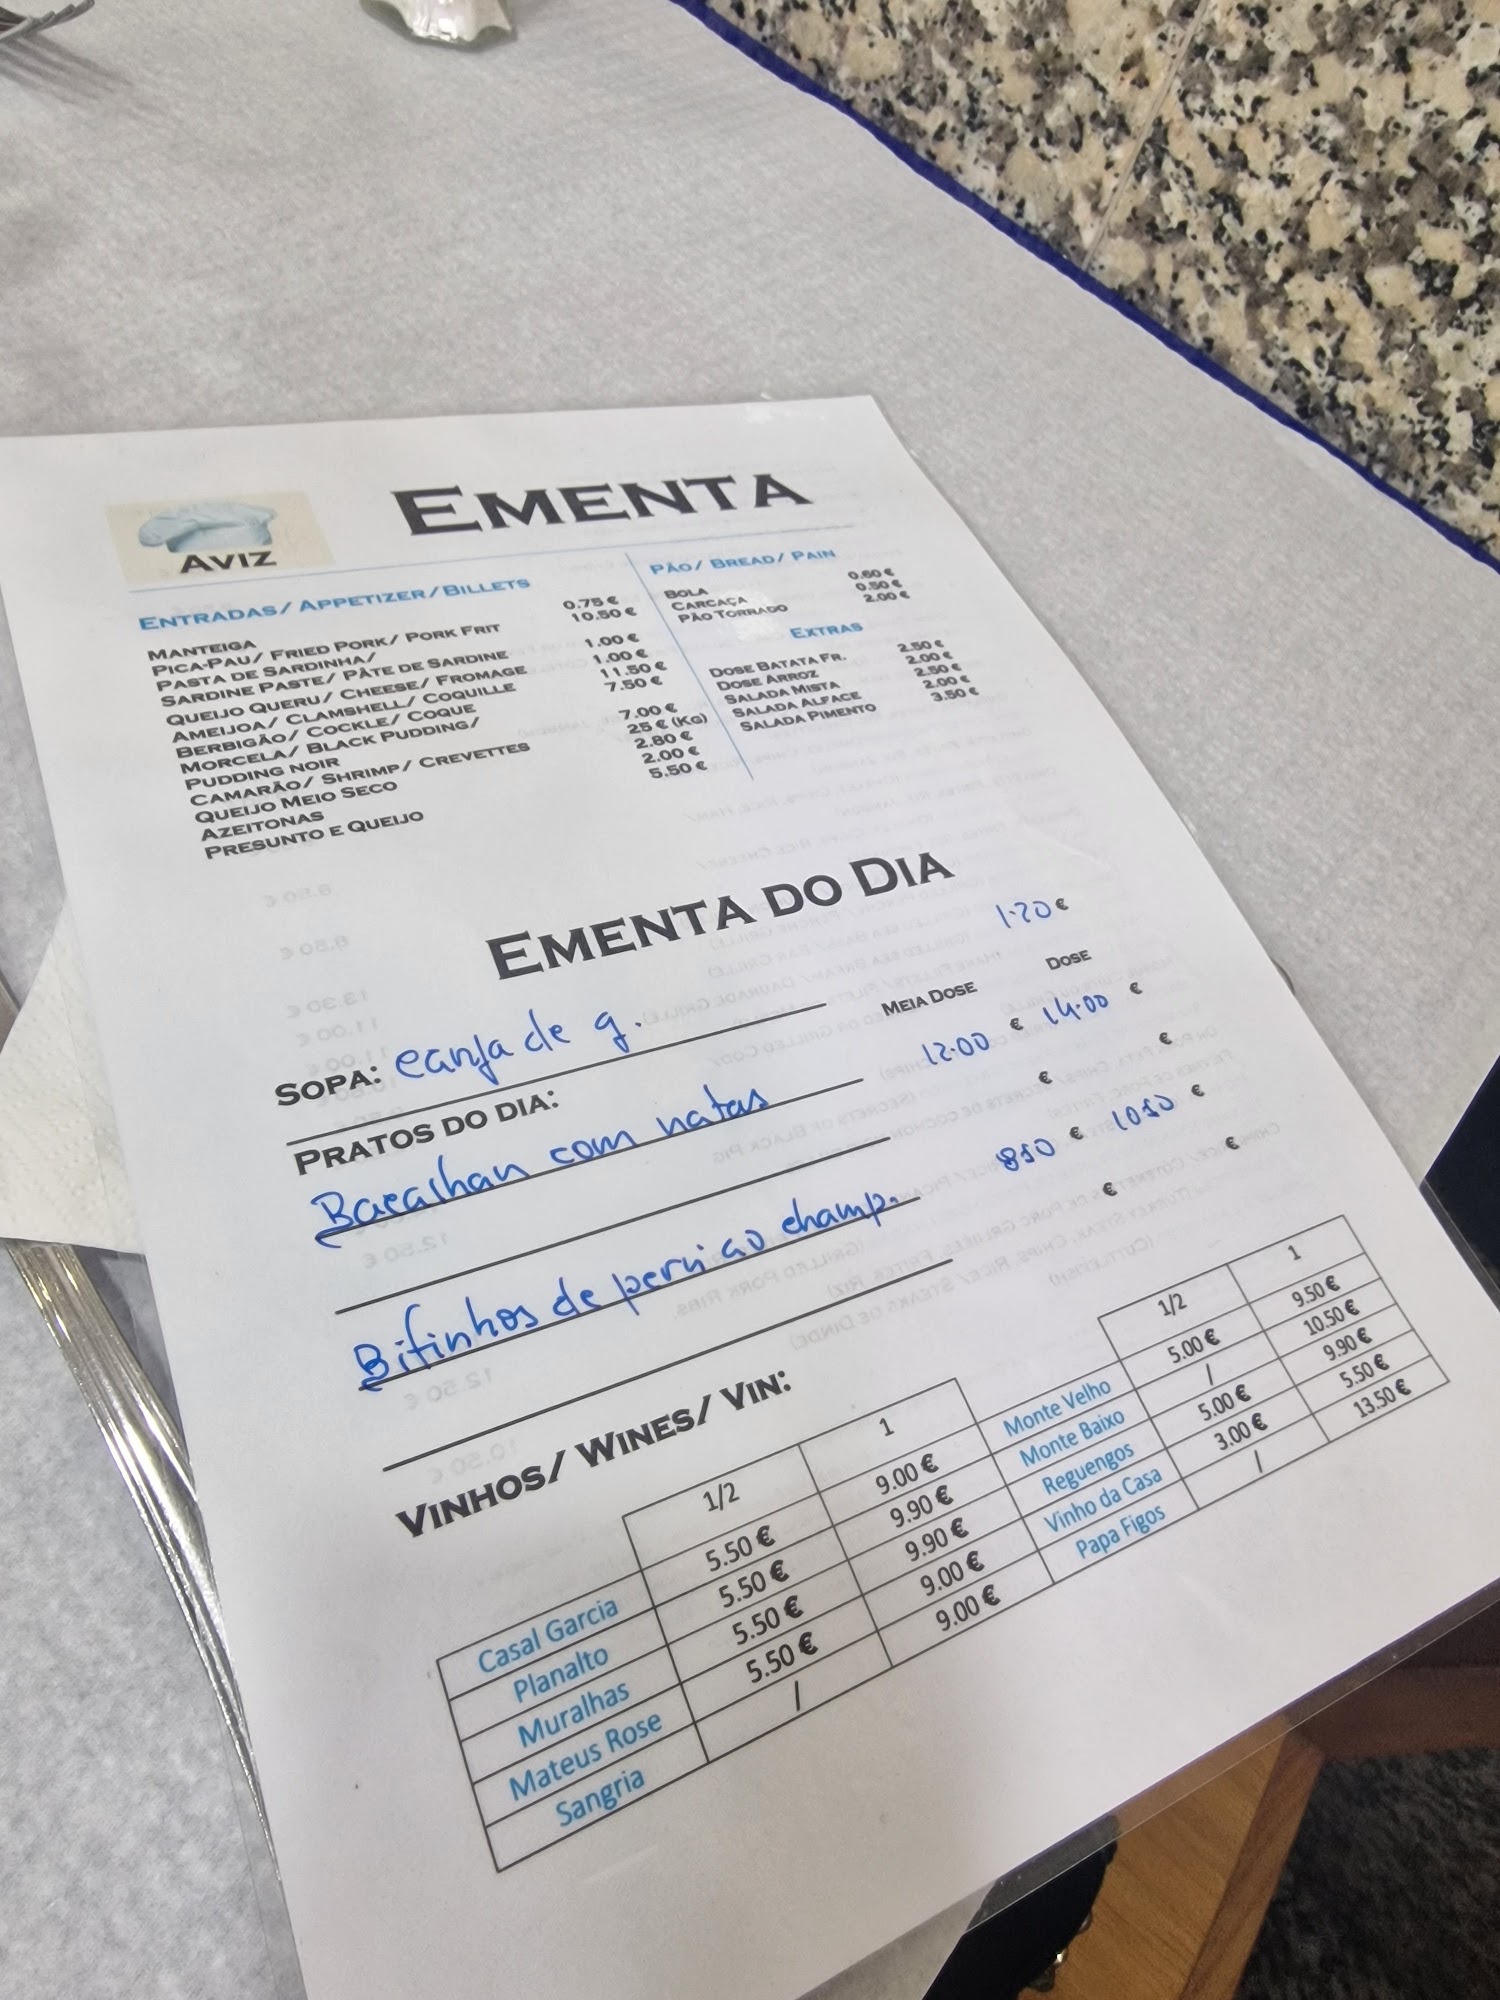 AVIZ
EMENTA
ENTRADAS/ APPETIZER/BILLETS
MANTEIGA 0.75 €
PICA-PAU/ FRIED PORK/ PORK FRIT 10.50 €
PASTA DE SARDINHA/
SARDINE PASTE/ PÂTE DE SARDINE 1.00 €
QUEIJO QUERU/ CHEESE/ FROMAGE 1.00 €
AMEIJOA/ CLAMSHELL/ COQUILLE 11.50 €
BERBIGÃO/ COCKLE/ COQUE 7.50 €
MORCELA/ BLACK PUDDING/
PUDDING NOIR 7.00 €
CAMARÃO/ SHRIMP/ CREVETTES 25 € (KG)
QUEIJO MEIO SECO 2.80 €
AZEITONAS 2.00 €
PRESUNTO E QUEIJO 5.50 €
PÃO/ BREAD/ PAIN
BOLA 0.60 €
CARCAÇA 0.50 €
PÃO TORRADO 2.00 €
EXTRAS
DOSE BATATA FR. 2.50 €
DOSE ARROZ 2.00 €
SALADA MISTA 2.50 €
SALADA ALFACE 2.00 €
SALADA PIMENTO 3.50 €
EMENTA DO DIA
SOPA: canja de g. 1.20 €
PRATOS DO DIA: MEIA DOSE DOSE
Bacalhau com natas 12.00 € 14.00 €
€ €
Bifinhos de peru ao champ. 8.50 € 10.50 €
€ €
VINHOS/ WINES/ VIN:
1/2 1
Casal Garcia 5.50 € 9.00 €
Planalto 5.50 € 9.90 €
Muralhas 5.50 € 9.90 €
Mateus Rose 5.50 € 9.00 €
Sangria / 9.00 €
1/2 1
Monte Velho 5.00 € 9.50 €
Monte Baixo / 10.50 €
Reguengos 5.00 € 9.90 €
Vinho da Casa 3.00 € 5.50 €
Papa Figos / 13.50 €